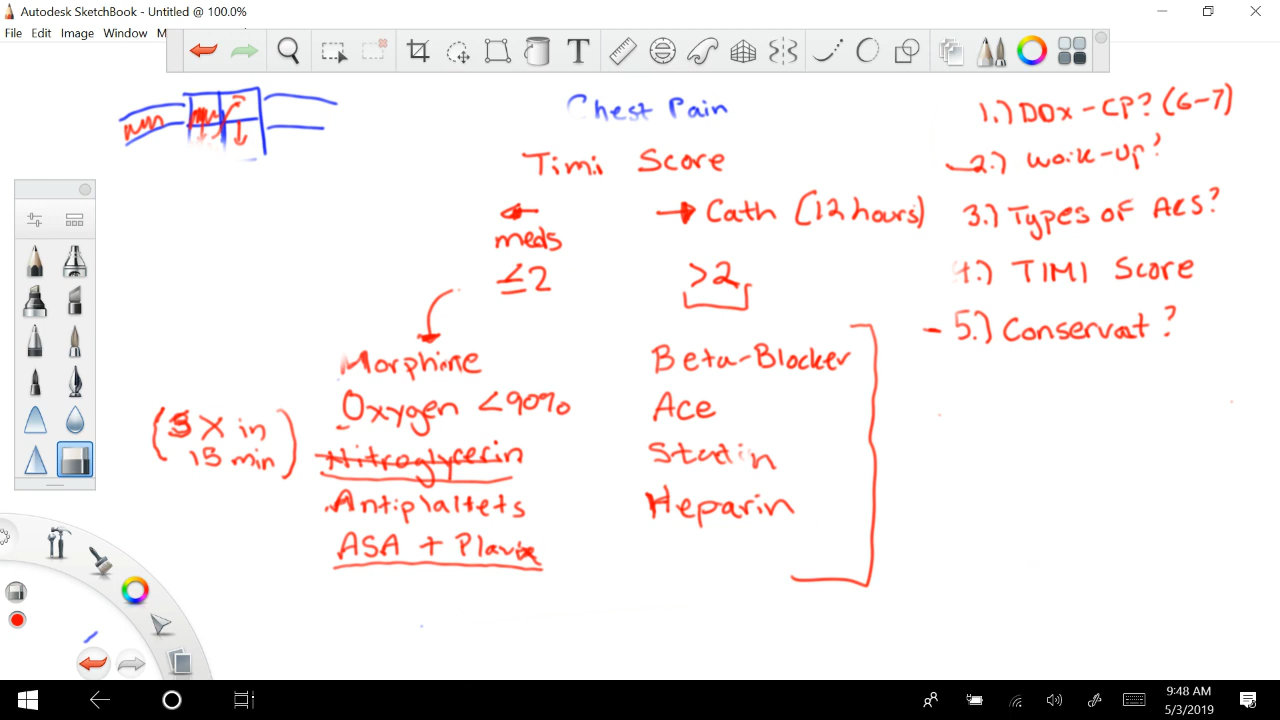 Autodesk SketchBook - Untitled @ 100.0%
File Edit Image Window M
T
Chest Pain
Timi Score
meds
Cath (12 hours)
≤2
>2
Morphine
Oxygen <90%
Nitroglycerin
Antiplaltets
ASA + Plavix
(3 X in
15 min)
Beta-Blocker
Ace
Statin
Heparin
1.) DDx - CP? (6-7)
2.) Work-up?
3.) Types of ACS?
4.) TIMI Score
5.) Conservat?
9:48 AM
5/3/2019